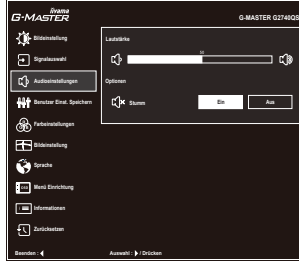 iiyama
G-MASTER
G-MASTER G2740QS
Bildeinstellung
Signalauswahl
Audioeinstellungen
Benutzer Einst. Speichern
Farbeinstallungen
Bildeinstellung
Sprache
Menü Einrichtung
Informationen
Zurücksetzen
Lautstärke
50
Optionen
Stumm
Ein
Aus
Beenden :
Auswahl : / Drücken